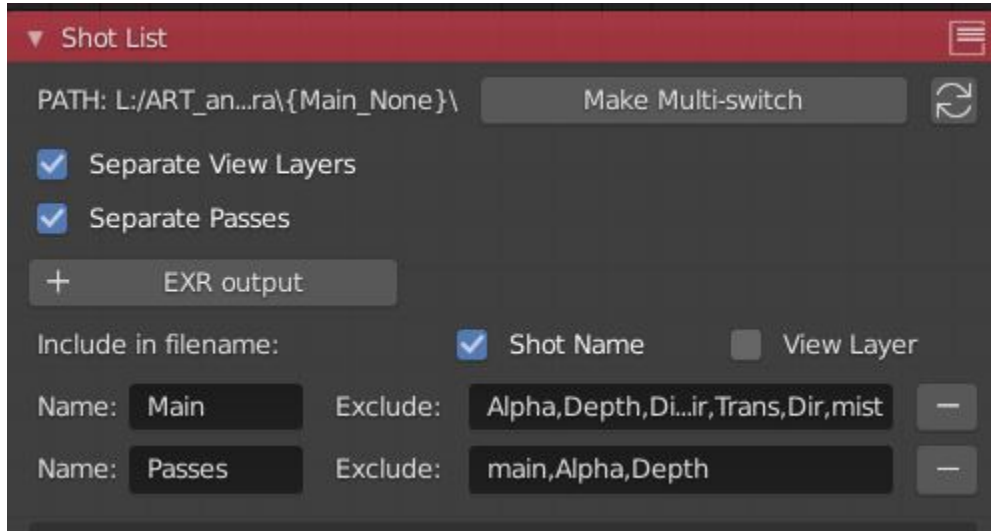 Shot List
PATH: L:/ART_an...ra\{Main_None}\ Make Multi-switch
Separate View Layers
Separate Passes
+ EXR output
Include in filename: Shot Name View Layer
Name: Main Exclude: Alpha,Depth,Di...ir,Trans,Dir,mist
Name: Passes Exclude: main,Alpha,Depth